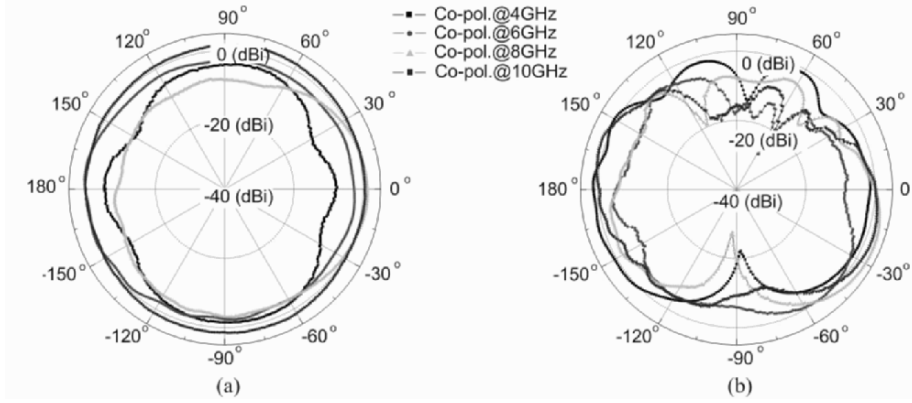 Co-pol.@4GHz
Co-pol.@6GHz
Co-pol.@8GHz
Co-pol.@10GHz
90°
120°
60°
0 (dBi)
150°
30°
-20 (dBi)
180°
0°
-40 (dBi)
-150°
-30°
-120°
-60°
-90°
(a)
90°
120°
60°
0 (dBi)
150°
30°
-20 (dBi)
180°
0°
-40 (dBi)
-150°
-30°
-120°
-60°
-90°
(b)